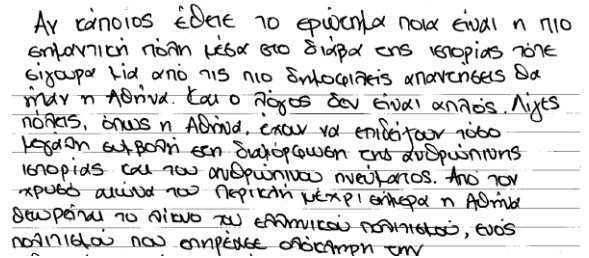 Αν κάποιος έθετε το ερώτημα ποια είναι η πιο
σημαντική πόλη μέσα στο διάβα της ιστορίας τότε
σίγουρα μία από τις πιο δημοφιλείς απαντήσεις θα
ήταν η Αθήνα. Και ο λόγος δεν είναι απλός. Λίγες
πόλεις, όπως η Αθήνα, έχουν να επιδείξουν τόσο
μεγάλη συμβολή στη διαμόρφωση της ανθρώπινης
ιστορίας και του ανθρώπινου πνεύματος. Από τον
χρυσό αιώνα του Περικλή μέχρι σήμερα η Αθήνα
θεωρείται το λίκνο του ελληνικού πολιτισμού, ενός
πολιτισμού που επηρέασε ολόκληρη την